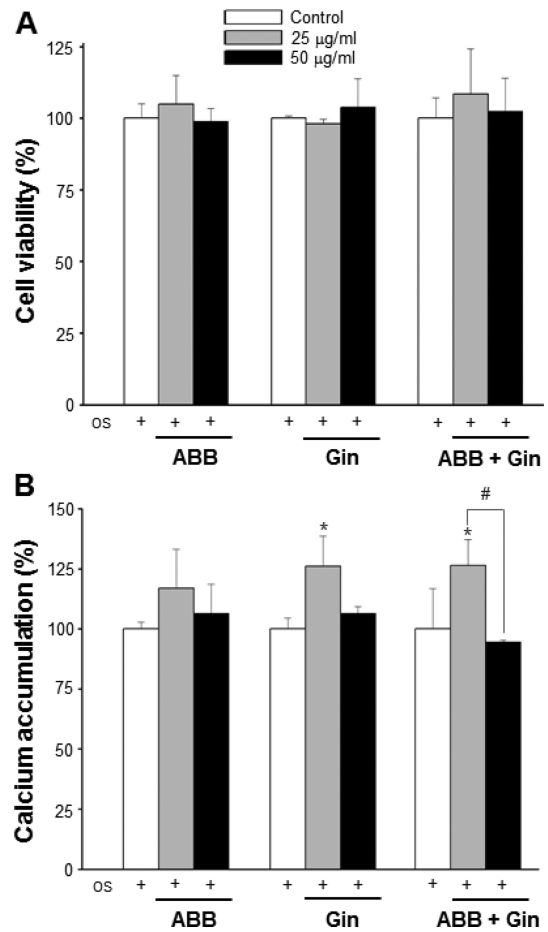 A
Control
25 µg/ml
50 µg/ml
Cell viability (%)
125
100
75
50
25
0
os + + + + + + + + +
ABB Gin ABB + Gin
B
Calcium accumulation (%)
150
125
100
75
50
25
0
* * #
os + + + + + + + + +
ABB Gin ABB + Gin